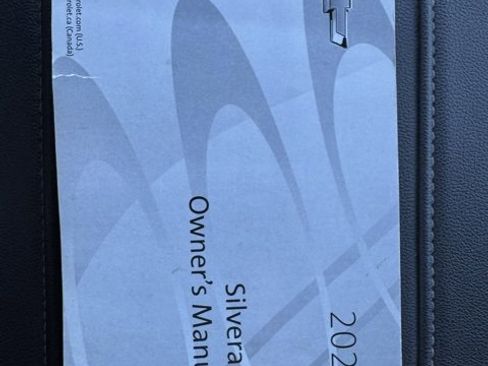 202
Silvera
Owner's Manu
rolet.com (U.S.)
rolet.ca (Canada)